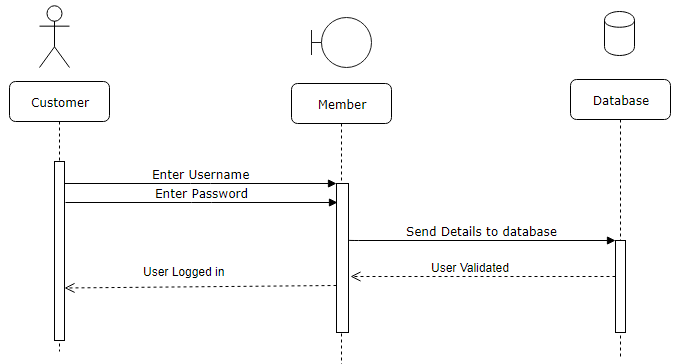 Customer
Member
Database
Enter Username
Enter Password
Send Details to database
User Validated
User Logged in